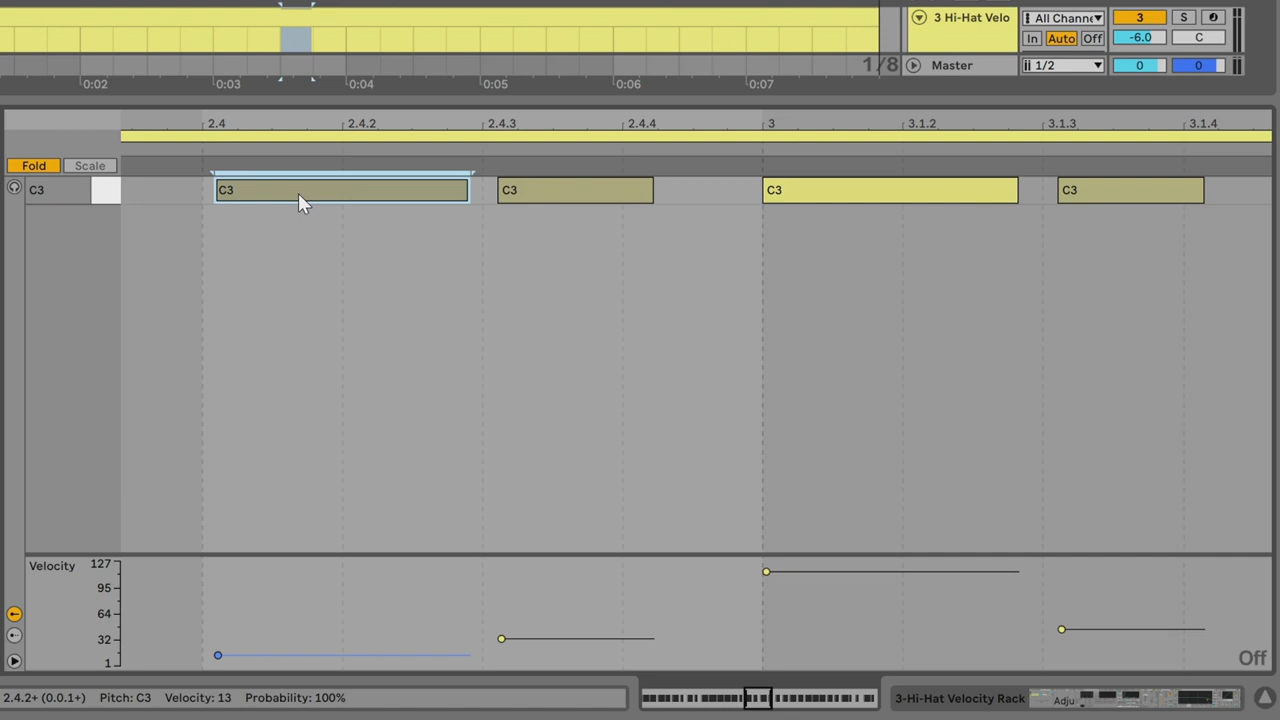 3 Hi-Hat Velo
All Channe
3
S
In
Auto
Off
-6.0
C
1/8
Master
1/2
0
0
0:02
0:03
0:04
0:05
0:06
0:07
2.4
2.4.2
2.4.3
2.4.4
3
3.1.2
3.1.3
3.1.4
Fold
Scale
C3
C3
C3
C3
C3
Velocity
127
95
64
32
1
Off
2.4.2+ (0.0.1+) Pitch: C3 Velocity: 13 Probability: 100%
3-Hi-Hat Velocity Rack
Adju